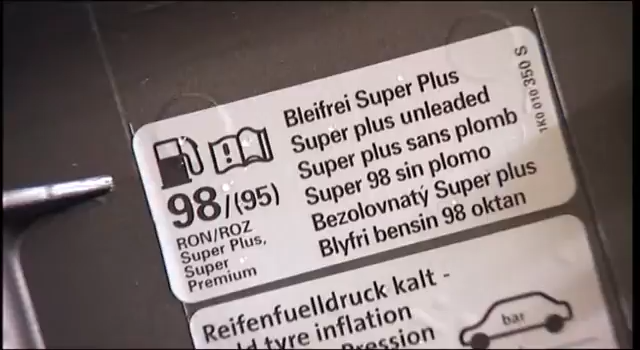 98/(95)
RON/ROZ
Super Plus,
Super
Premium
Bleifrei Super Plus
Super plus unleaded
Super plus sans plomb
Super 98 sin plomo
Bezolovnatý Super plus
Blyfri bensin 98 oktan
1K0 010 350 S
Reifenfuelldruck kalt -
ld tyre inflation
bar